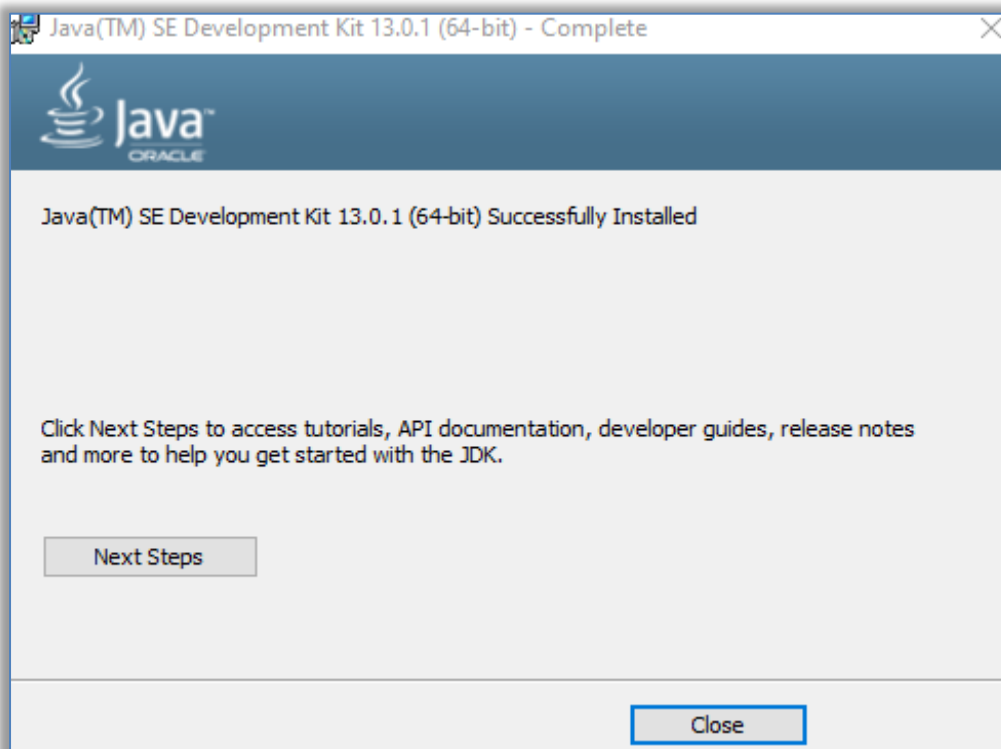 Java(TM) SE Development Kit 13.0.1 (64-bit) - Complete
Java™
ORACLE
Java(TM) SE Development Kit 13.0.1 (64-bit) Successfully Installed
Click Next Steps to access tutorials, API documentation, developer guides, release notes
and more to help you get started with the JDK.
Next Steps
Close